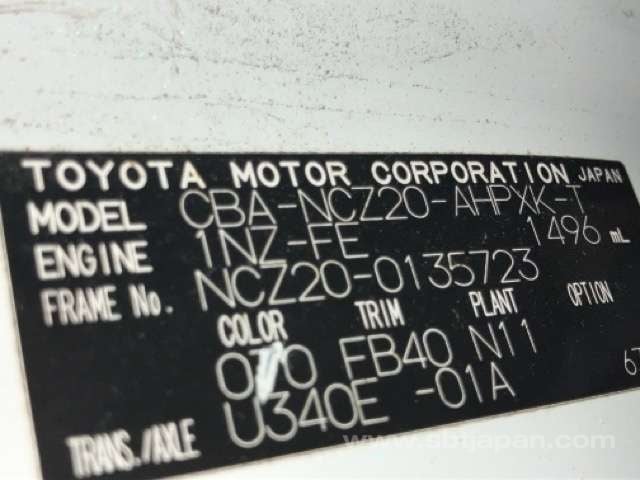 TOYOTA MOTOR CORPORATION JAPAN
MODEL CBA-NCZ20-AHPXK-T
ENGINE 1NZ-FE 1496 mL
FRAME No. NCZ20-0135723
COLOR TRIM PLANT OPTION
070 FB40 N11
TRANS./AXLE U340E -01A
www.sbtjapan.com